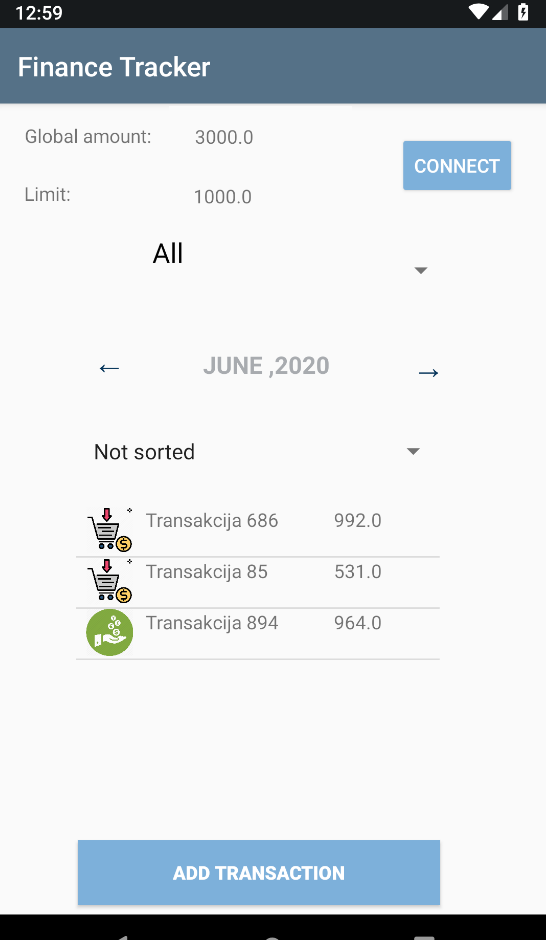 12:59
Finance Tracker
Global amount: 3000.0
CONNECT
Limit: 1000.0
All
← JUNE ,2020 →
Not sorted
Transakcija 686 992.0
Transakcija 85 531.0
Transakcija 894 964.0
ADD TRANSACTION